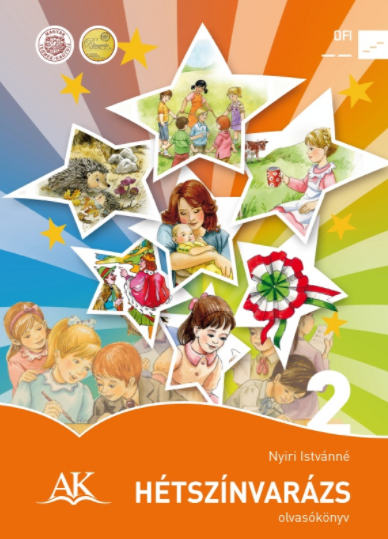 OFI
2
Nyiri Istvánné
AK
HÉTSZÍNVARÁZS
olvasókönyv